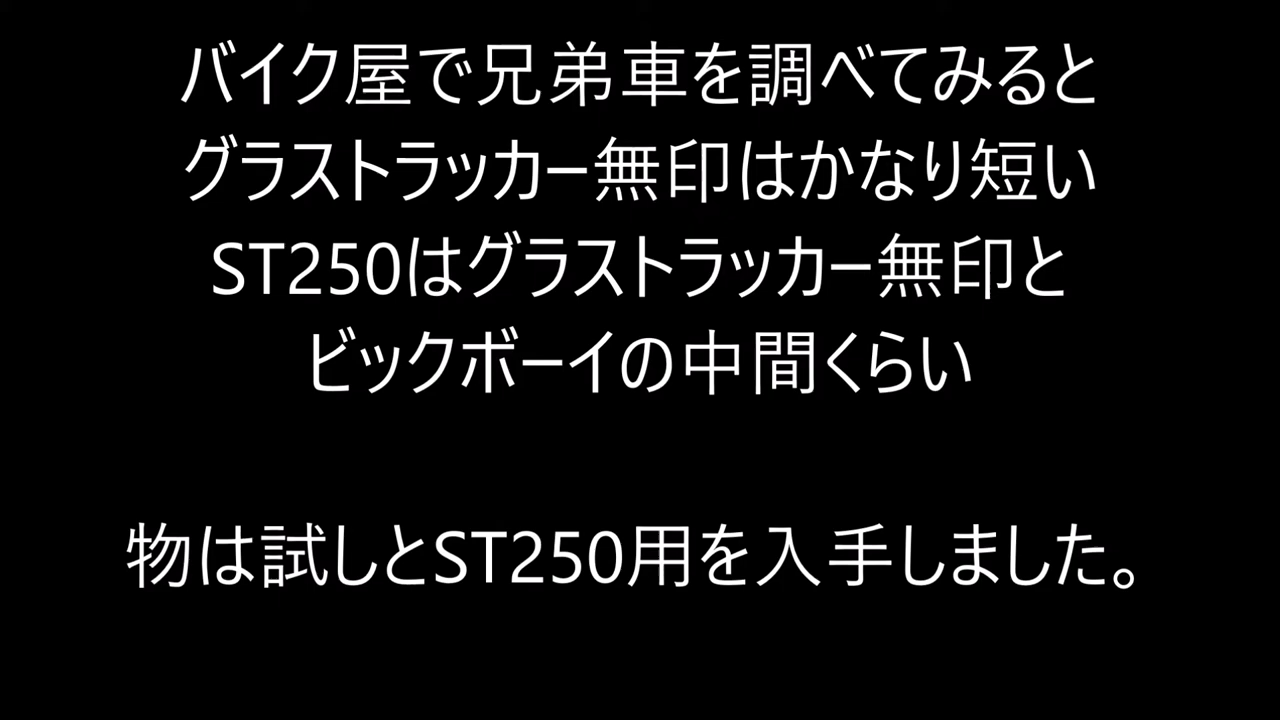 バイク屋で兄弟車を調べてみると
グラストラッカー無印はかなり短い
ST250はグラストラッカー無印と
ビックボーイの中間くらい
物は試しとST250用を入手しました。